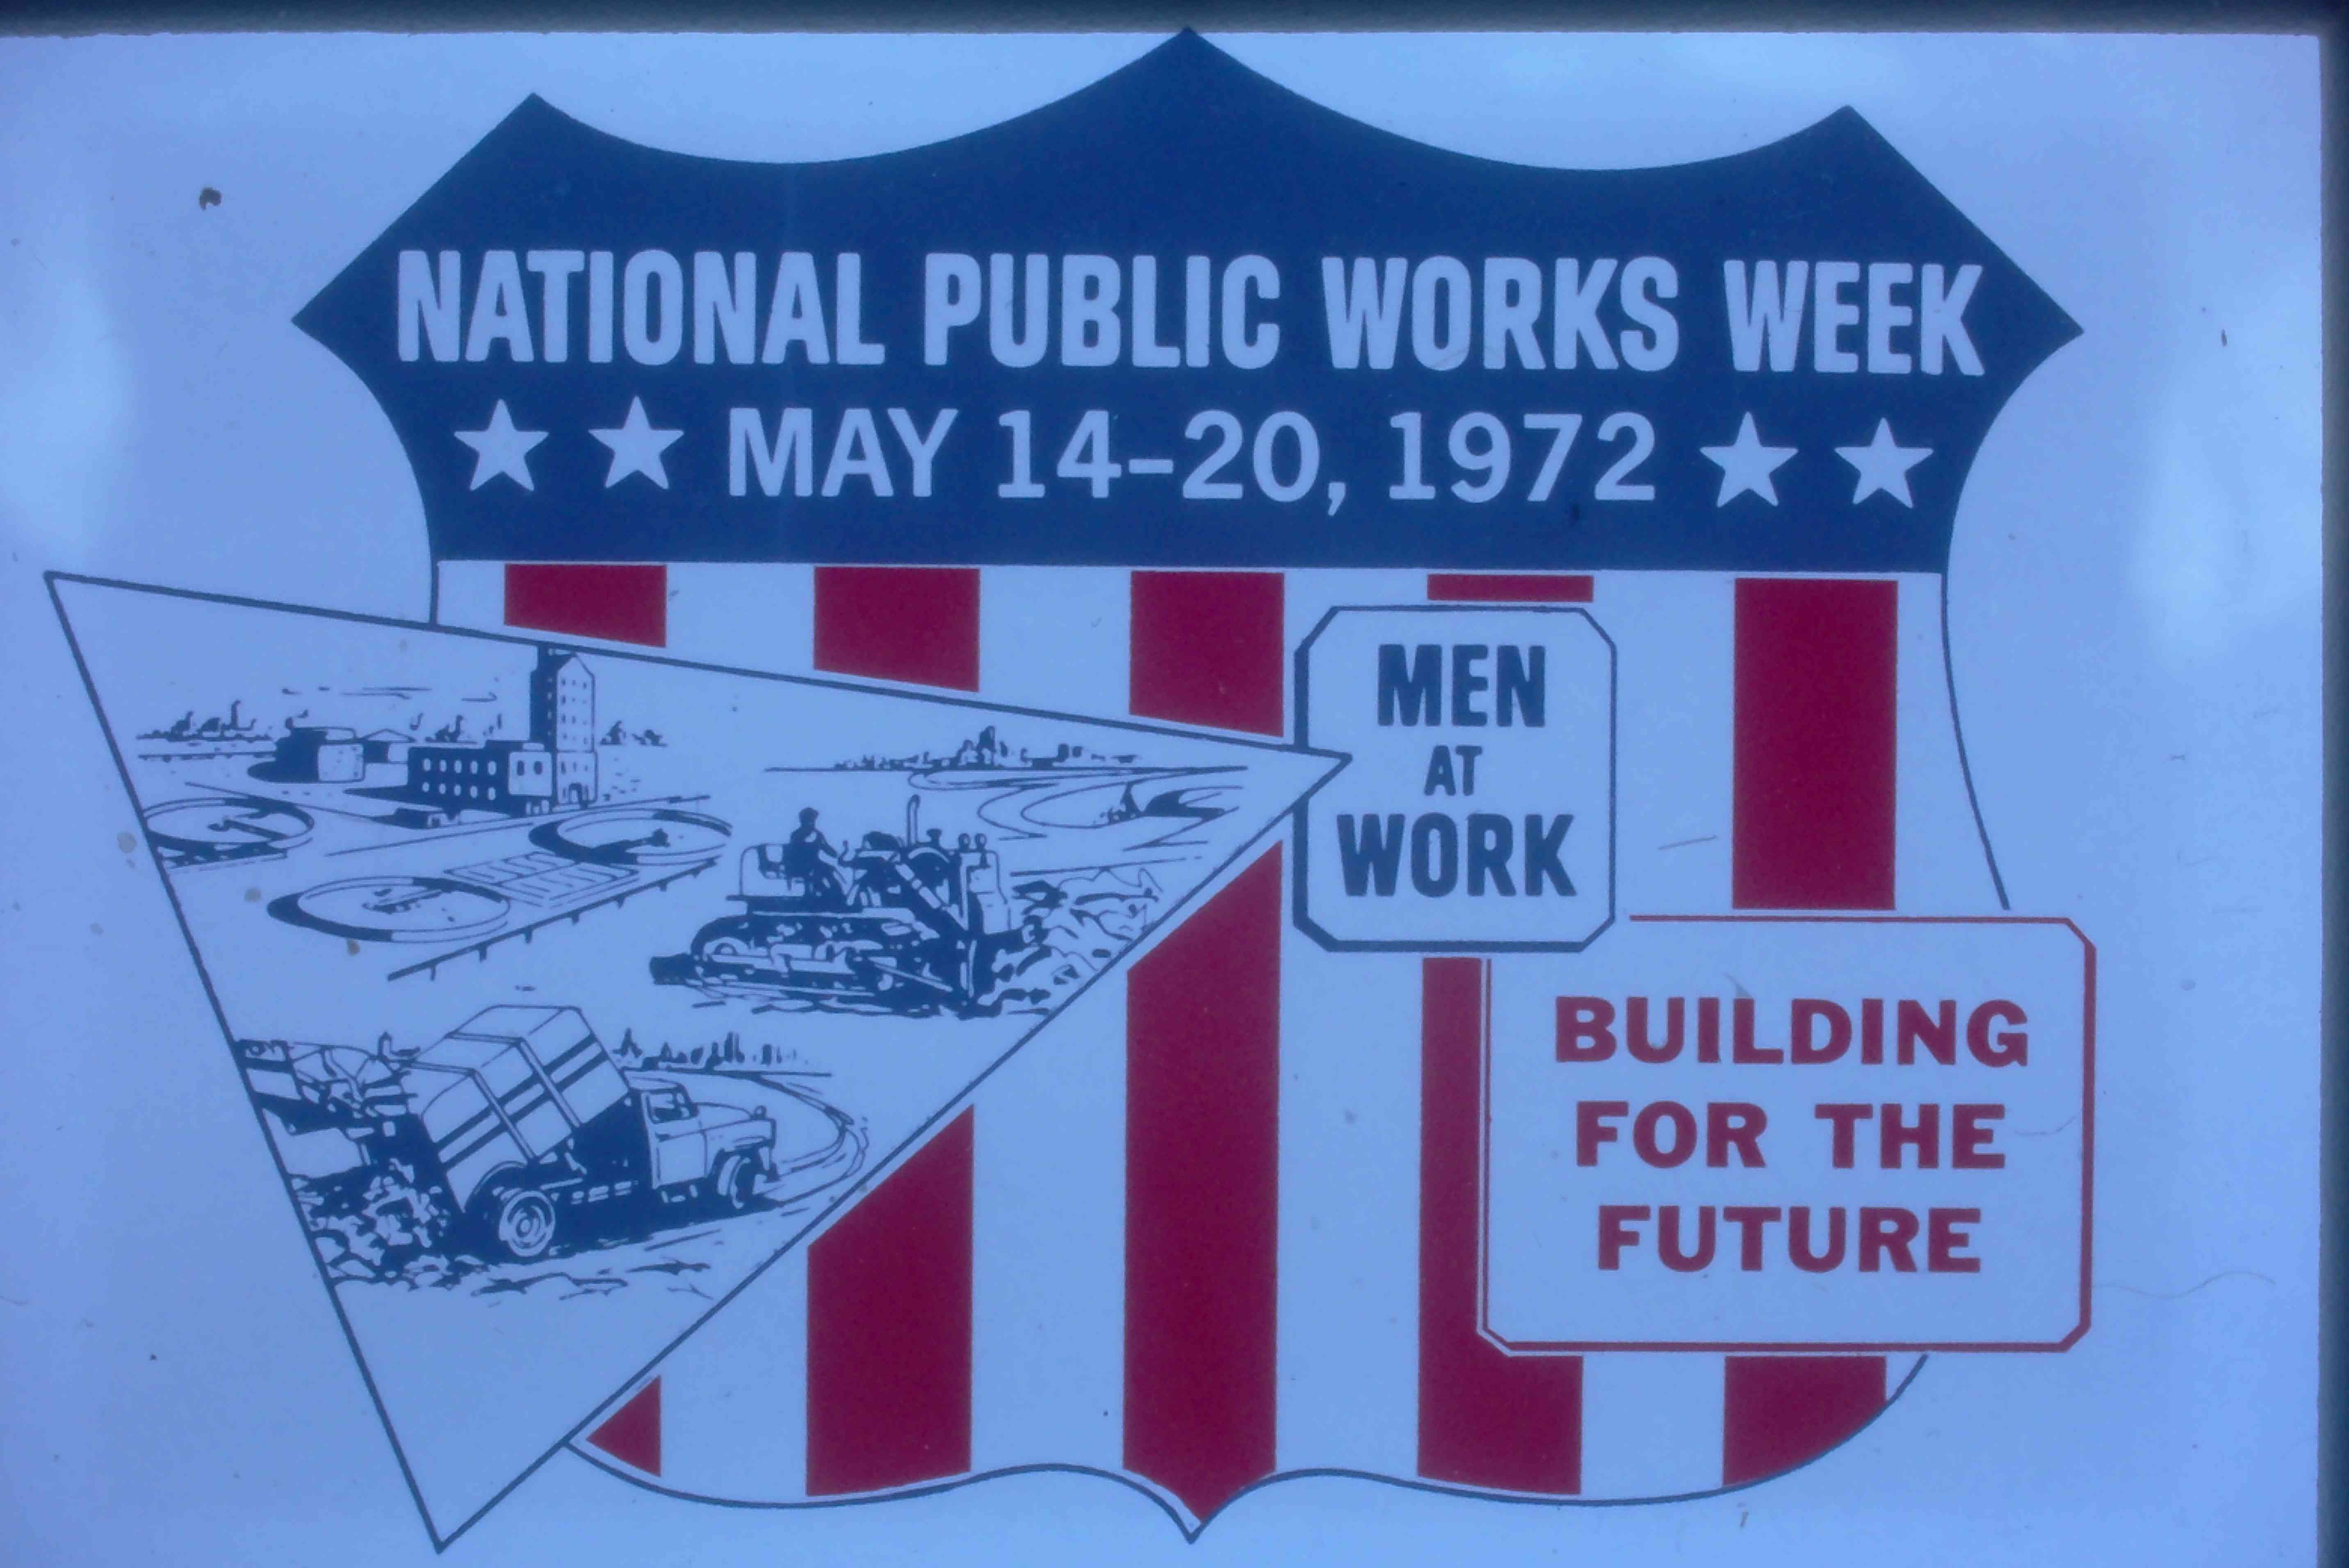 NATIONAL PUBLIC WORKS WEEK
★ ★ MAY 14-20, 1972 ★ ★
MEN
AT
WORK
BUILDING
FOR THE
FUTURE